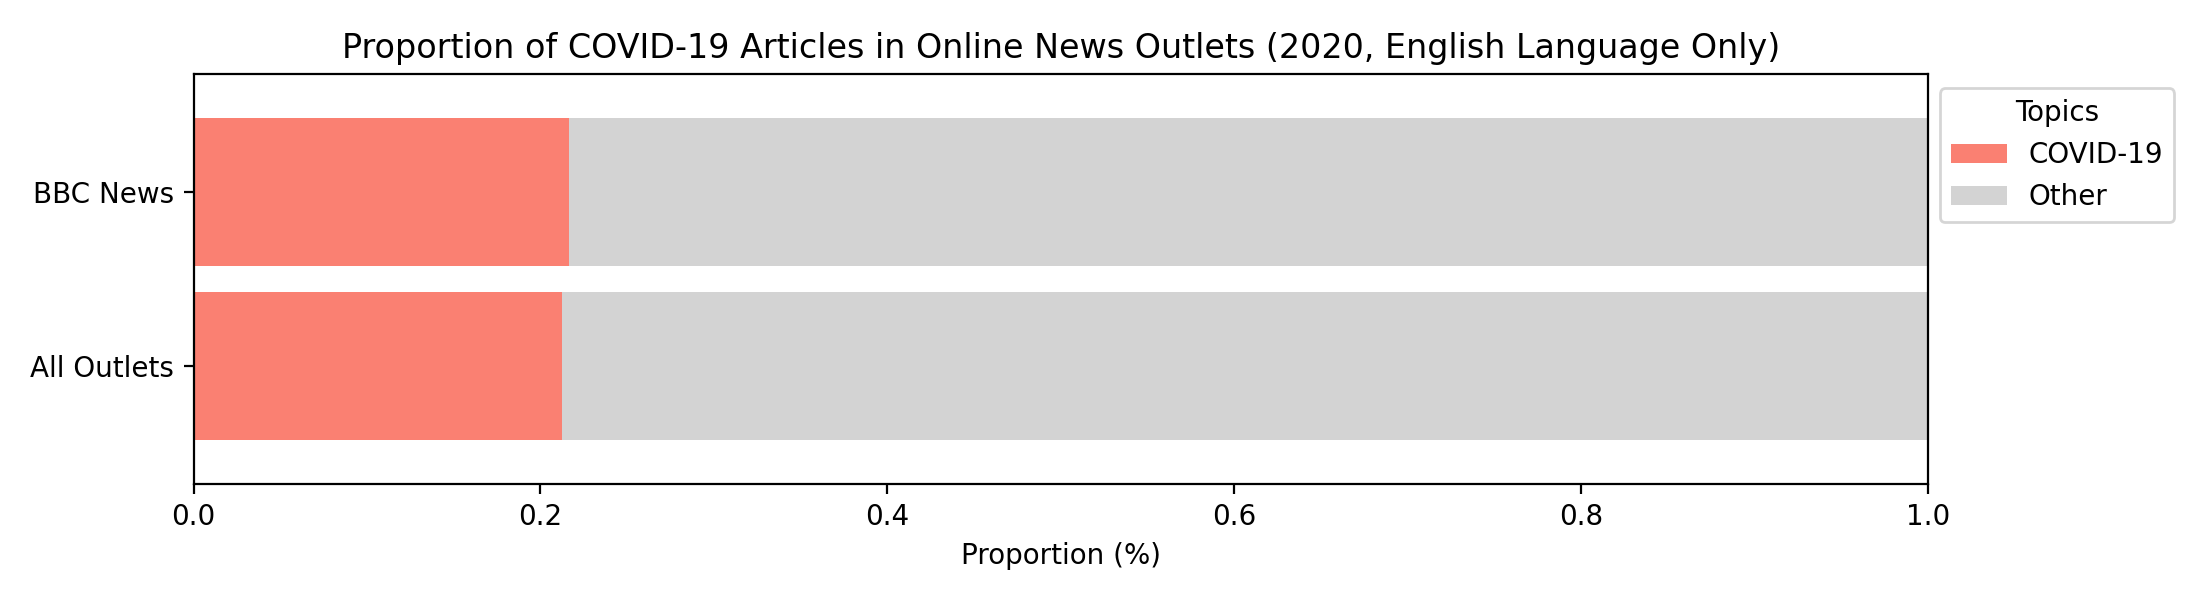 Proportion of COVID-19 Articles in Online News Outlets (2020, English Language Only)
Topics
COVID-19
Other
BBC News
All Outlets
0.0 0.2 0.4 0.6 0.8 1.0
Proportion (%)